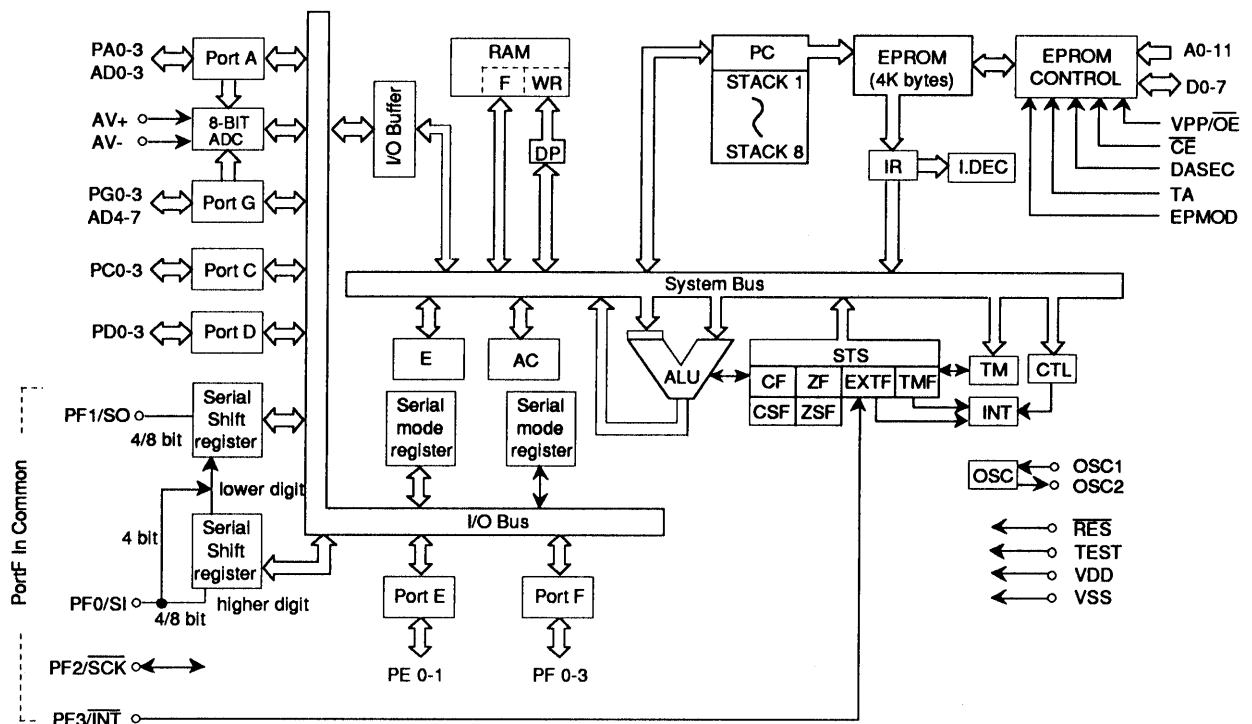 PA0-3
AD0-3
Port A
AV+
AV-
8-BIT
ADC
PG0-3
AD4-7
Port G
PC0-3
Port C
PD0-3
Port D
PortF In Common
PF1/SO
4/8 bit
Serial
Shift
register
lower digit
4 bit
Serial
Shift
register
higher digit
PF0/SI
4/8 bit
PF2/S̅C̅K̅
PF3/I̅N̅T̅
I/O Buffer
RAM
F
WR
DP
PC
STACK 1
STACK 8
EPROM
(4K bytes)
EPROM
CONTROL
A0-11
D0-7
VPP/O̅E̅
C̅E̅
DASEC
TA
EPMOD
IR
I.DEC
System Bus
E
AC
ALU
STS
CF
ZF
EXTF
TMF
CSF
ZSF
TM
CTL
INT
Serial
mode
register
Serial
mode
register
I/O Bus
Port E
Port F
PE 0-1
PF 0-3
OSC
OSC1
OSC2
R̅E̅S̅
TEST
VDD
VSS